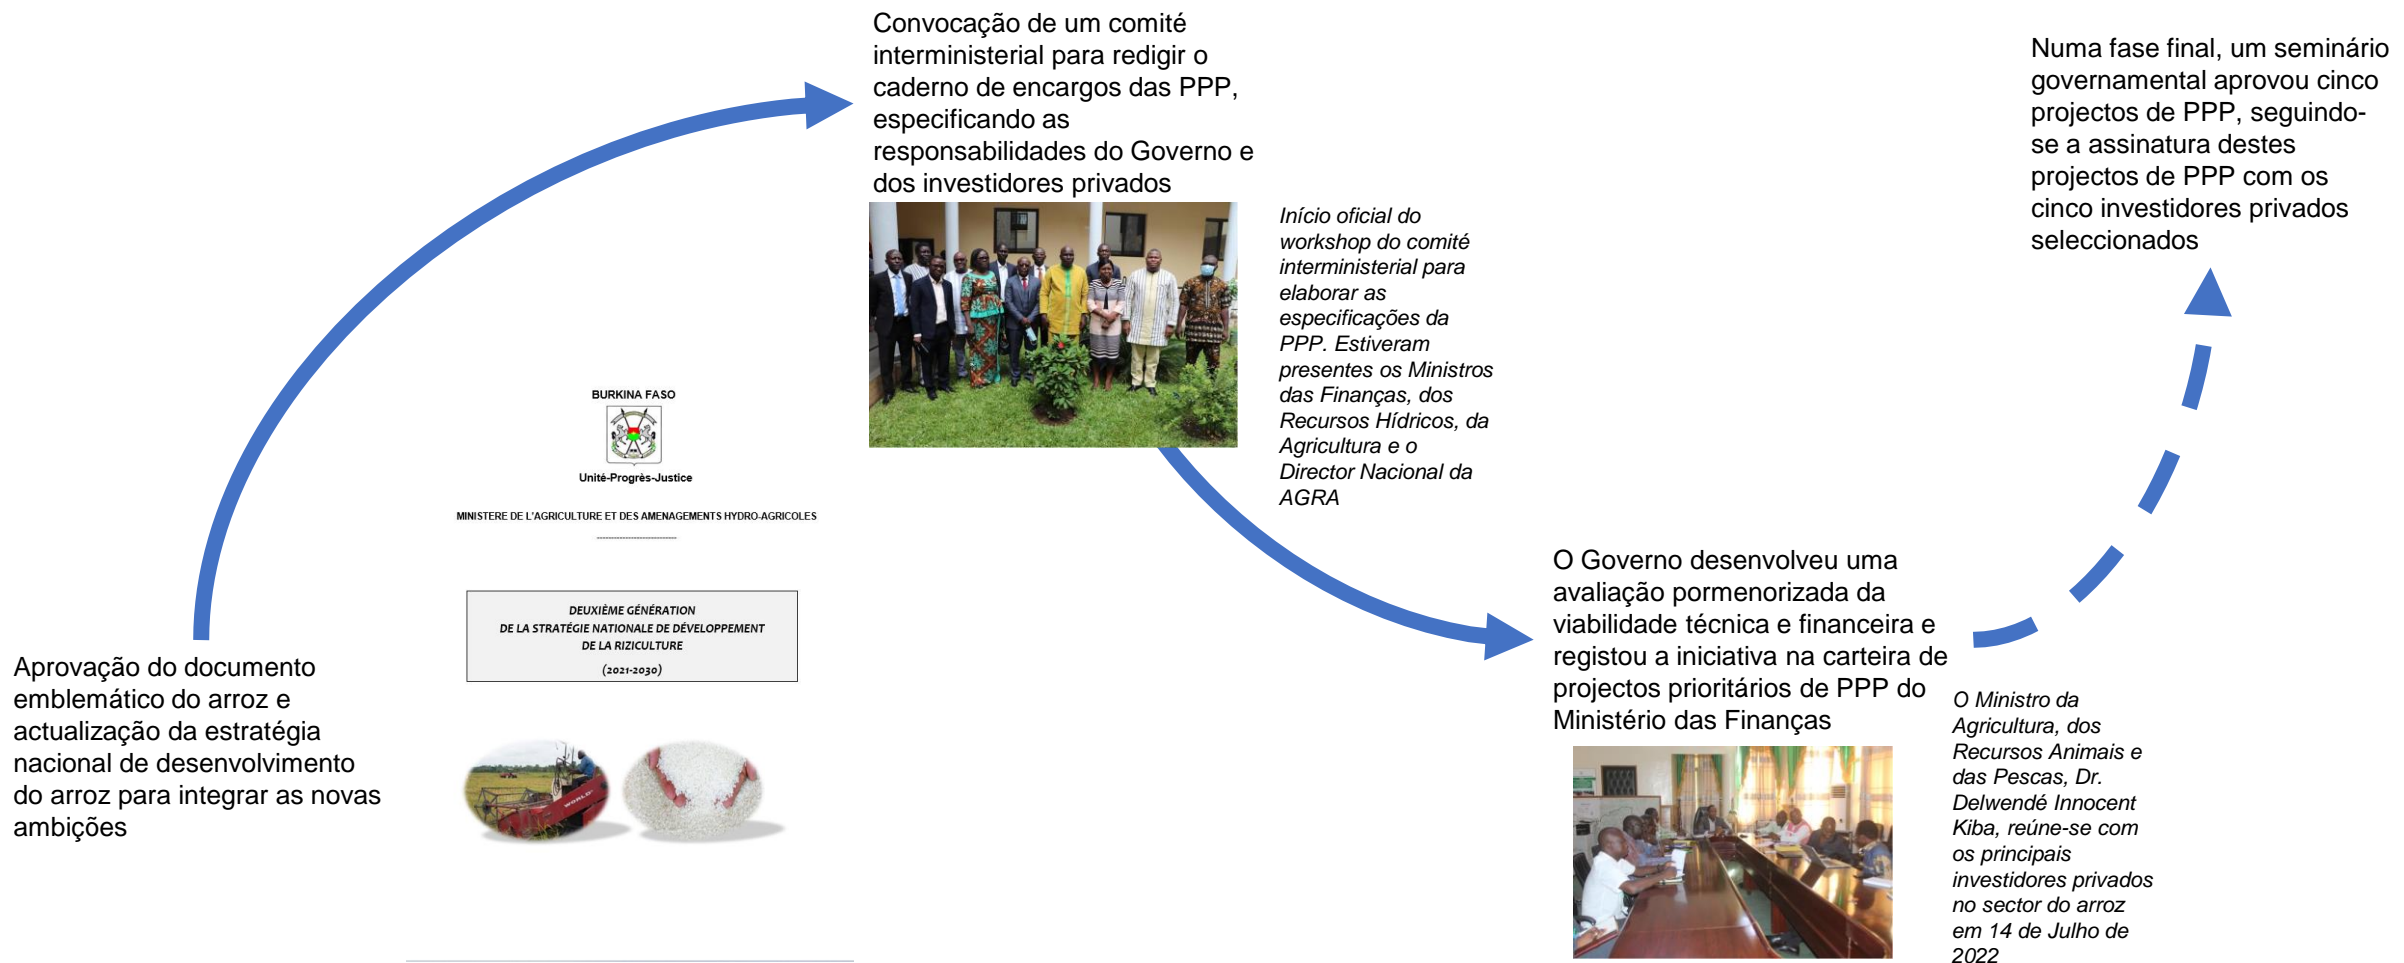 Convocação de um comité
interministerial para redigir o
caderno de encargos das PPP,
especificando as
responsabilidades do Governo e
dos investidores privados
Início oficial do
workshop do comité
interministerial para
elaborar as
especificações da
PPP. Estiveram
presentes os Ministros
das Finanças, dos
Recursos Hídricos, da
Agricultura e o
Director Nacional da
AGRA
Numa fase final, um seminário
governamental aprovou cinco
projectos de PPP, seguindo-
se a assinatura destes
projectos de PPP com os
cinco investidores privados
seleccionados
BURKINA FASO
Unité-Progrès-Justice
MINISTERE DE L'AGRICULTURE ET DES AMENAGEMENTS HYDRO-AGRICOLES
---------------------------
DEUXIÈME GÉNÉRATION
DE LA STRATÉGIE NATIONALE DE DÉVELOPPEMENT
DE LA RIZICULTURE
(2021-2030)
WORLD
Aprovação do documento
emblemático do arroz e
actualização da estratégia
nacional de desenvolvimento
do arroz para integrar as novas
ambições
O Governo desenvolveu uma
avaliação pormenorizada da
viabilidade técnica e financeira e
registou a iniciativa na carteira de
projectos prioritários de PPP do
Ministério das Finanças
O Ministro da
Agricultura, dos
Recursos Animais e
das Pescas, Dr.
Delwendé Innocent
Kiba, reúne-se com
os principais
investidores privados
no sector do arroz
em 14 de Julho de
2022